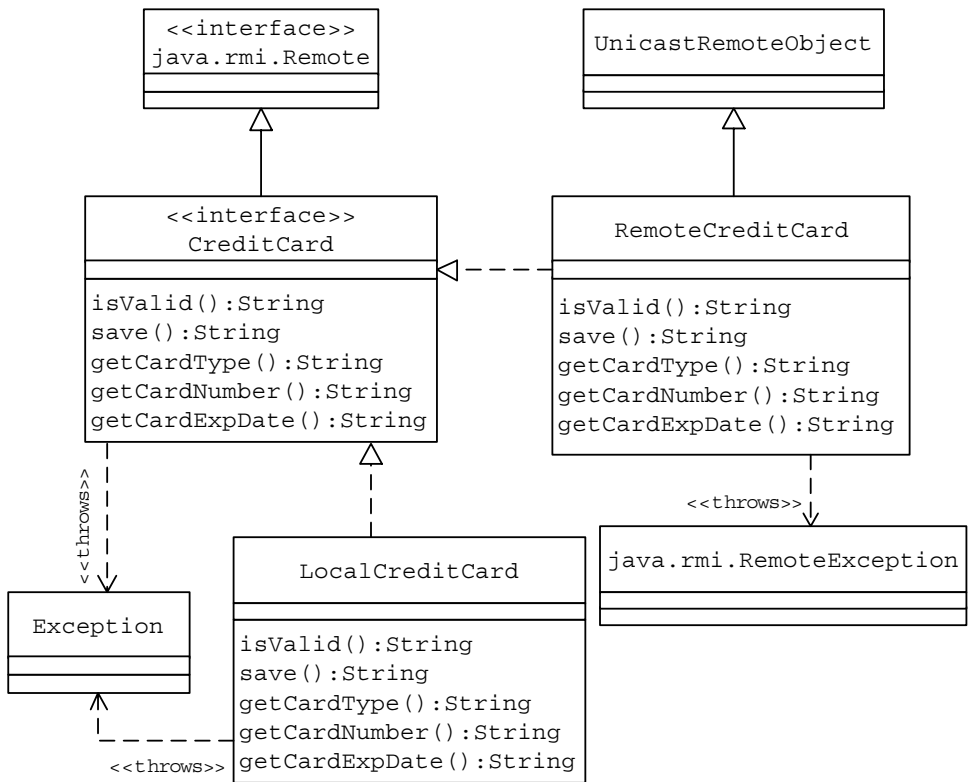 <<interface>>
java.rmi.Remote
UnicastRemoteObject
<<interface>>
CreditCard
isValid():String
save():String
getCardType():String
getCardNumber():String
getCardExpDate():String
RemoteCreditCard
isValid():String
save():String
getCardType():String
getCardNumber():String
getCardExpDate():String
<<throws>>
<<throws>>
java.rmi.RemoteException
Exception
LocalCreditCard
isValid():String
save():String
getCardType():String
getCardNumber():String
getCardExpDate():String
<<throws>>